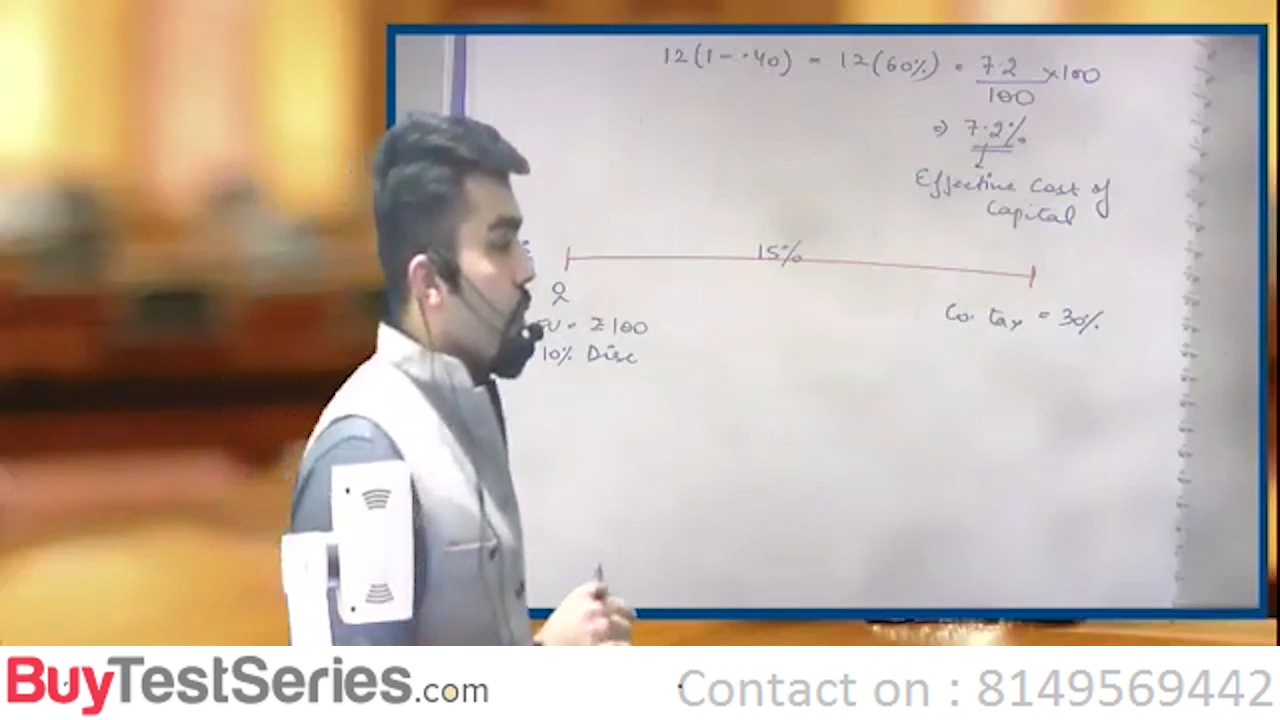 12(1-.40) = 12(60%) = 7.2/100 x100
⇒ 7.2%
Effective Cost of
Capital
15%
FV = ₹100
10% Disc
Co. tax = 30%
BuyTestSeries.com
Contact on : 8149569442